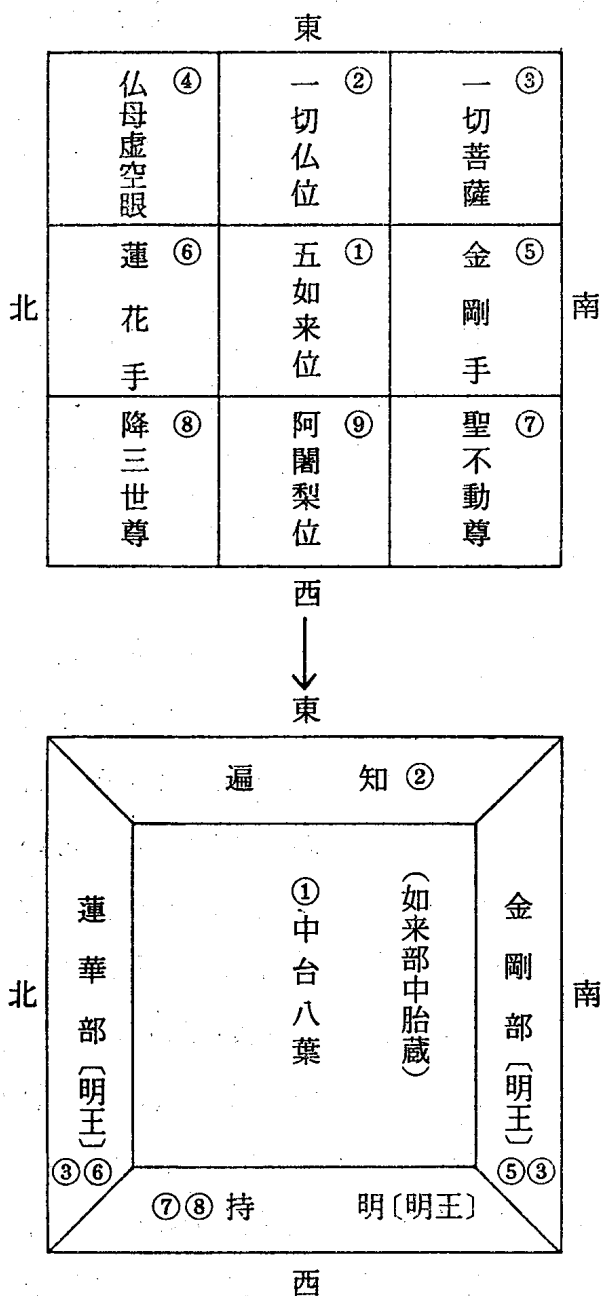 東
④ 仏母虚空眼
② 一切仏位
③ 一切菩薩
北
⑥ 蓮花手
① 五如来位
⑤ 金剛手
南
⑧ 降三世尊
⑨ 阿闍梨位
⑦ 聖不動尊
西
東
遍知②
北
蓮華部〔明王〕
③⑥
①中台八葉
(如来部中胎蔵)
金剛部〔明王〕
⑤③
南
⑦⑧持明〔明王〕
西